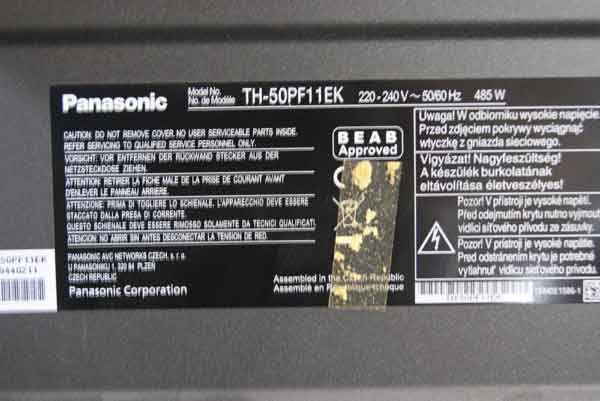 Panasonic
Model No.
No. de Modèle
TH-50PF11EK
220 - 240 V ~ 50/60 Hz
485 W
CAUTION: DO NOT REMOVE COVER.NO USER SERVICEABLE PARTS INSIDE.
REFER SERVICING TO QUALIFIED SERVICE PERSONNEL ONLY.
VORSICHT: VOR ENTFERNEN DER RÜCKWAND STECKER AUS DER
NETZSTECKDOSE ZIEHEN.
ATTENTION: RETIRER LA FICHE MALE DE LA PRISE DE COURANT AVANT
D'ENLEVER LE PANNEAU ARRIERE.
ATTENZIONE: PRIMA DI TOGLIERE LO SCHIENALE. L'APPARECCHIO DEVE ESSERE
STACCATO DALLA PRESA DI CORRENTE.
QUESTO SCHIENALE DEVE ESSERE RIMOSSO SOLAMENTE DA TECNICI QUALIFICATI.
ATENCION: NO ABRIR SIN ANTES DESCONECTAR LA TENSION DE RED.
PANASONIC AVC NETWORKS CZECH, s. r. o.
U PANASONIKU 1, 320 84 PLZEN
CZECH REPUBLIC
Panasonic Corporation
BEAB
Approved
Assembled in the Czech Republic
Assemblé en République tchèque
Uwaga! W odbiorniku wysokie napięcie.
Przed zdjęciem pokrywy wyciągnąć
wtyczkę z gniazda sieciowego.
Vigyázat! Nagyfeszültség!
A készülék burkolatának
eltávolítása életveszélyes!
Pozor! V přístroji je vysoké napětí.
Před odejmutím krytu nutno vyjmout
vidlici síťového přívodu ze zásuvky.
Pozor! V prístroji je vysoké napätie.
Pred odstránením krytu je potrebné
vytiahnuť vidlicu sieťového prívodu.
50PF11EK
9440211
TH50PF11EK